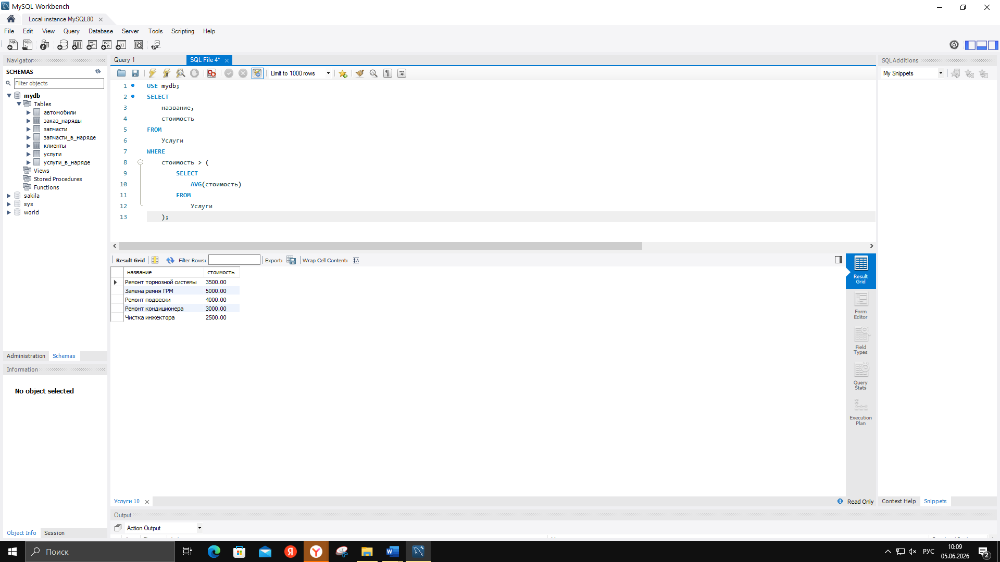 MySQL Workbench
Local instance MySQL80
File Edit View Query Database Server Tools Scripting Help
Navigator
SCHEMAS
Filter objects
mydb
Tables
автомобили
заказ_наряды
запчасти
запчасти_в_наряде
клиенты
услуги
услуги_в_наряде
Views
Stored Procedures
Functions
sakila
sys
world
Administration Schemas
Information
No object selected
Object Info Session
Query 1 SQL File 4*
Limit to 1000 rows
1 USE mydb;
2 SELECT
3 название,
4 стоимость
5 FROM
6 Услуги
7 WHERE
8 стоимость > (
9 SELECT
10 AVG(стоимость)
11 FROM
12 Услуги
13 );
Result Grid Filter Rows: Export: Wrap Cell Content:
название стоимость
Ремонт тормозной системы 3500.00
Замена ремня ГРМ 5000.00
Ремонт подвески 4000.00
Ремонт кондиционера 3000.00
Чистка инжектора 2500.00
Result Grid
Form Editor
Field Types
Query Stats
Execution Plan
Услуги 10 Read Only
Output
Action Output
SQLAdditions
My Snippets
Context Help Snippets
Поиск
РУС
10:09
05.06.2026
2